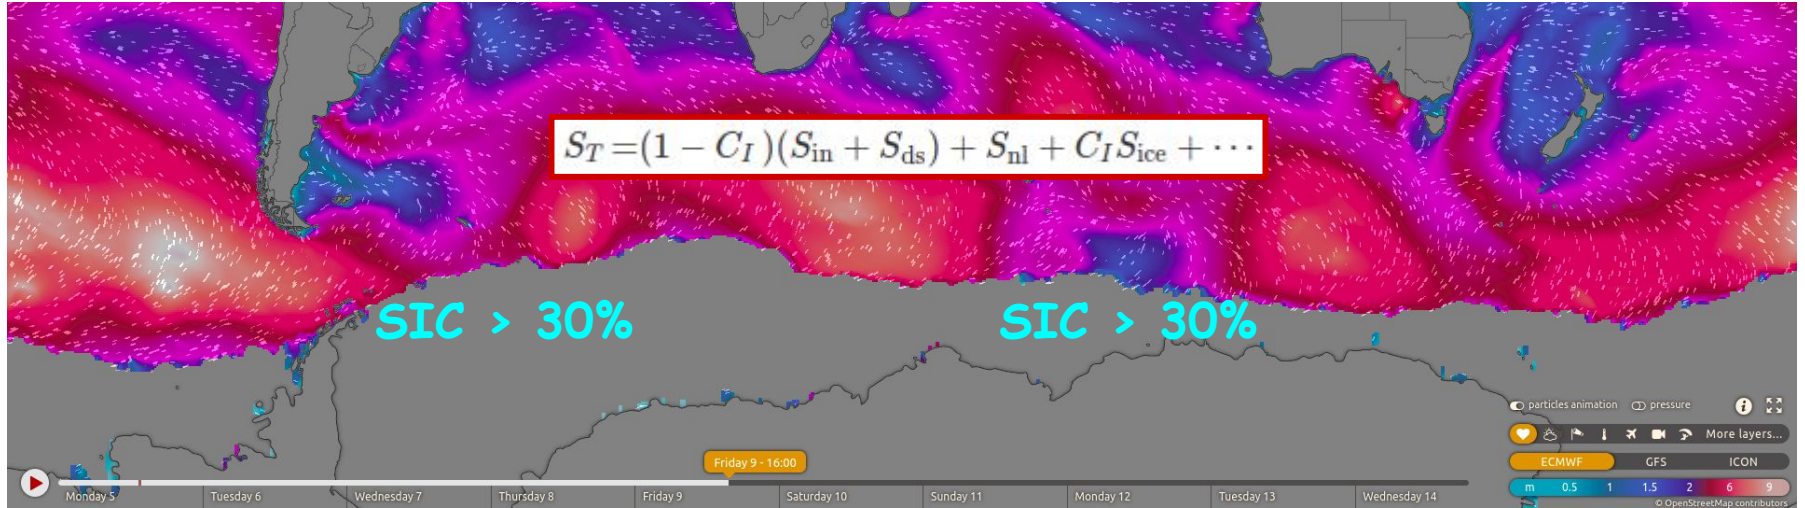 S_T=(1 − C_I)(S_in + S_ds) + S_nl + C_I S_ice + ⋯
SIC > 30% SIC > 30%
particles animation pressure
More layers...
ECMWF GFS ICON
Friday 9 - 16:00
m 0.5 1 1.5 2 6 9
Monday 5 Tuesday 6 Wednesday 7 Thursday 8 Friday 9 Saturday 10 Sunday 11 Monday 12 Tuesday 13 Wednesday 14
© OpenStreetMap contributors